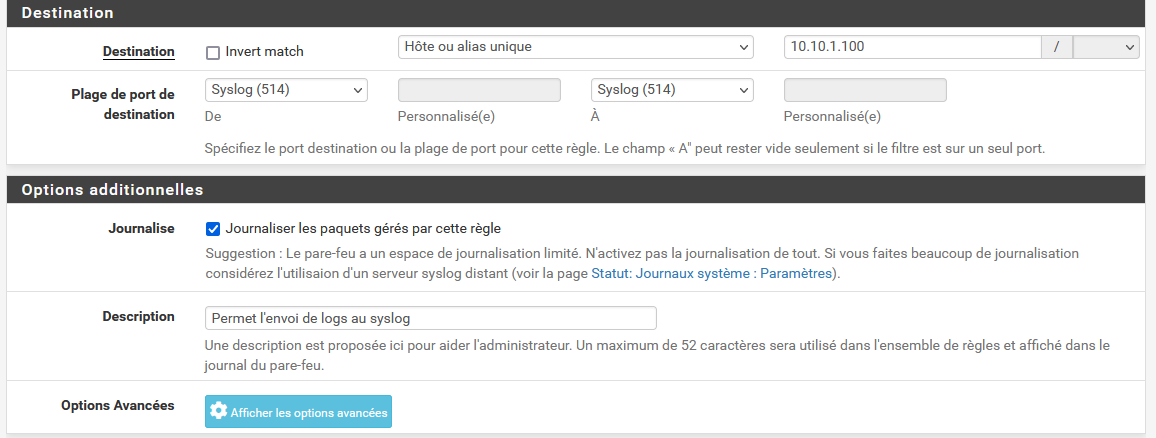 Destination
Destination Invert match Hôte ou alias unique 10.10.1.100 /
Plage de port de destination Syslog (514) Syslog (514)
De Personnalisé(e) À Personnalisé(e)
Spécifiez le port destination ou la plage de port pour cette règle. Le champ « A" peut rester vide seulement si le filtre est sur un seul port.
Options additionnelles
Journalise Journaliser les paquets gérés par cette règle
Suggestion : Le pare-feu a un espace de journalisation limité. N'activez pas la journalisation de tout. Si vous faites beaucoup de journalisation
considérez l'utilisaion d'un serveur syslog distant (voir la page Statut: Journaux système : Paramètres).
Description Permet l'envoi de logs au syslog
Une description est proposée ici pour aider l'administrateur. Un maximum de 52 caractères sera utilisé dans l'ensemble de règles et affiché dans le
journal du pare-feu.
Options Avancées Afficher les options avancées